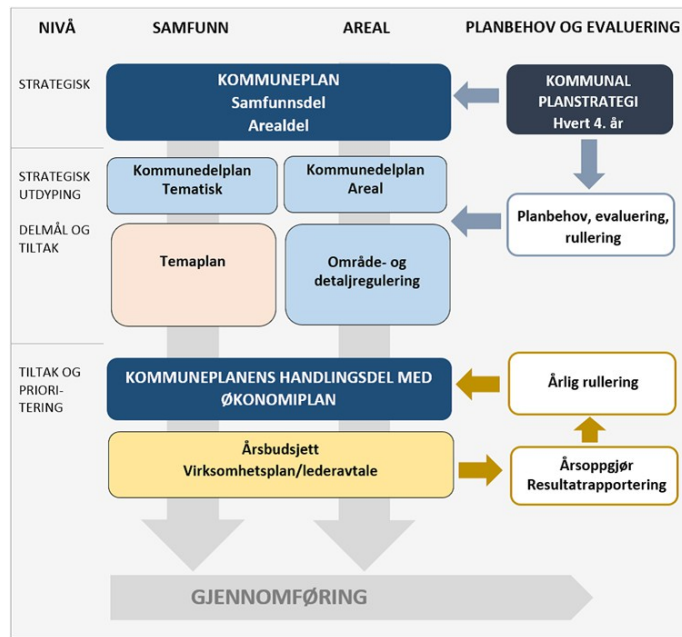 NIVÅ
SAMFUNN
AREAL
PLANBEHOV OG EVALUERING
STRATEGISK
KOMMUNEPLAN
Samfunnsdel
Arealdel
KOMMUNAL
PLANSTRATEGI
Hvert 4. år
STRATEGISK
UTDYPING
Kommunedelplan
Tematisk
Kommunedelplan
Areal
Planbehov, evaluering,
rullering
DELMÅL OG
TILTAK
Temaplan
Område- og
detaljregulering
TILTAK OG
PRIORI-
TERING
KOMMUNEPLANENS HANDLINGSDEL MED
ØKONOMIPLAN
Årlig rullering
Årsbudsjett
Virksomhetsplan/lederavtale
Årsoppgjør
Resultatrapportering
GJENNOMFØRING